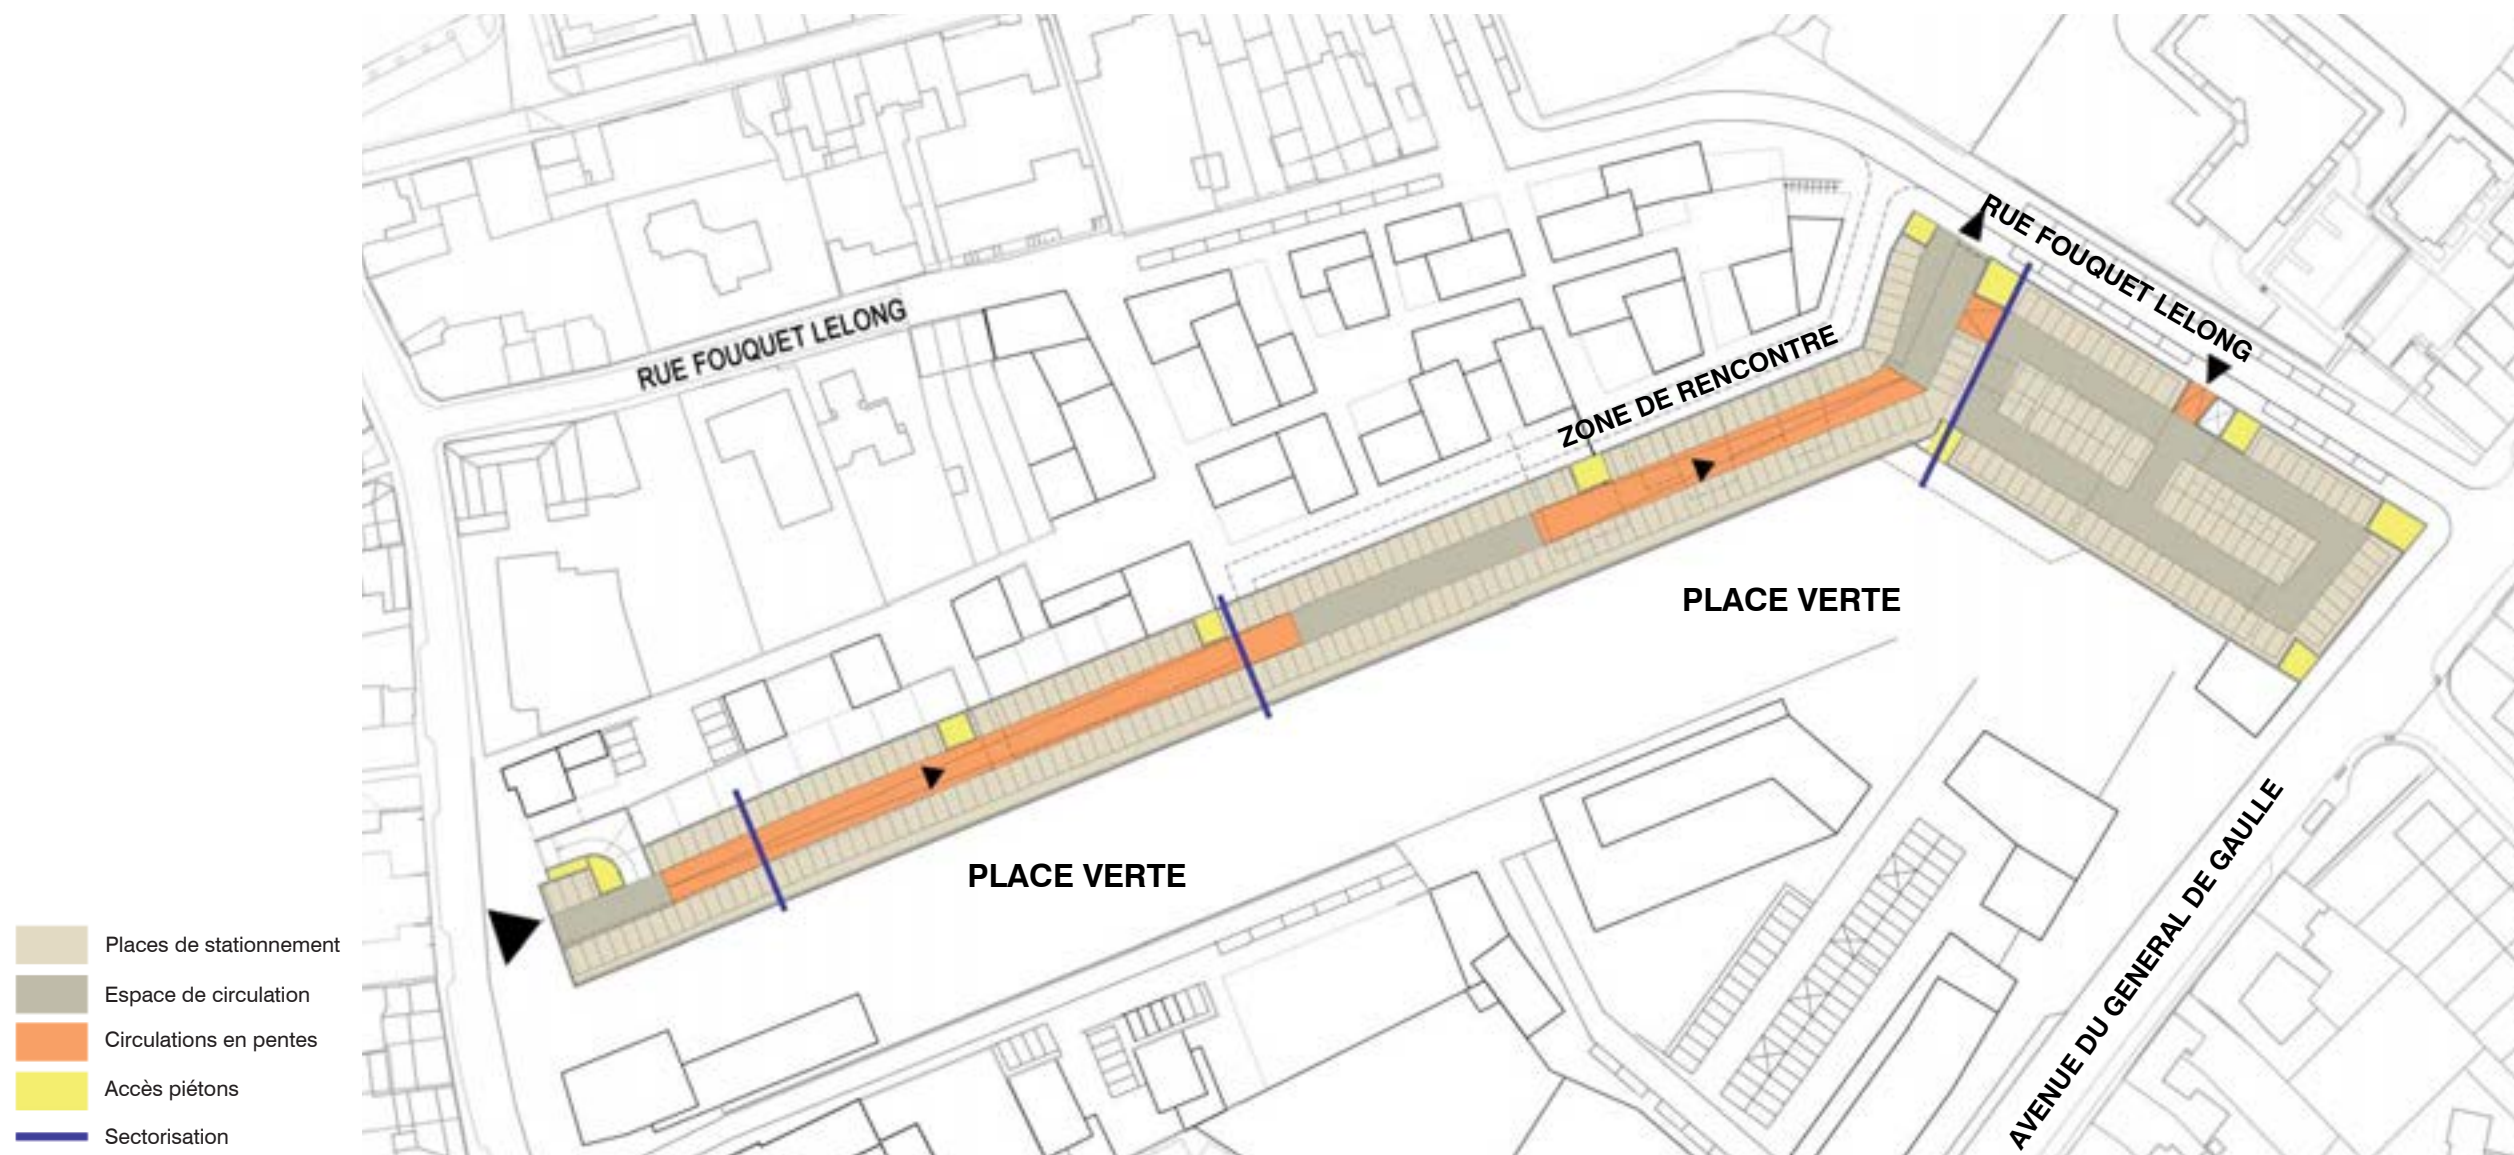 RUE FOUQUET LELONG
RUE FOUQUET LELONG
ZONE DE RENCONTRE
PLACE VERTE
PLACE VERTE
AVENUE DU GENERAL DE GAULLE
Places de stationnement
Espace de circulation
Circulations en pentes
Accès piétons
Sectorisation